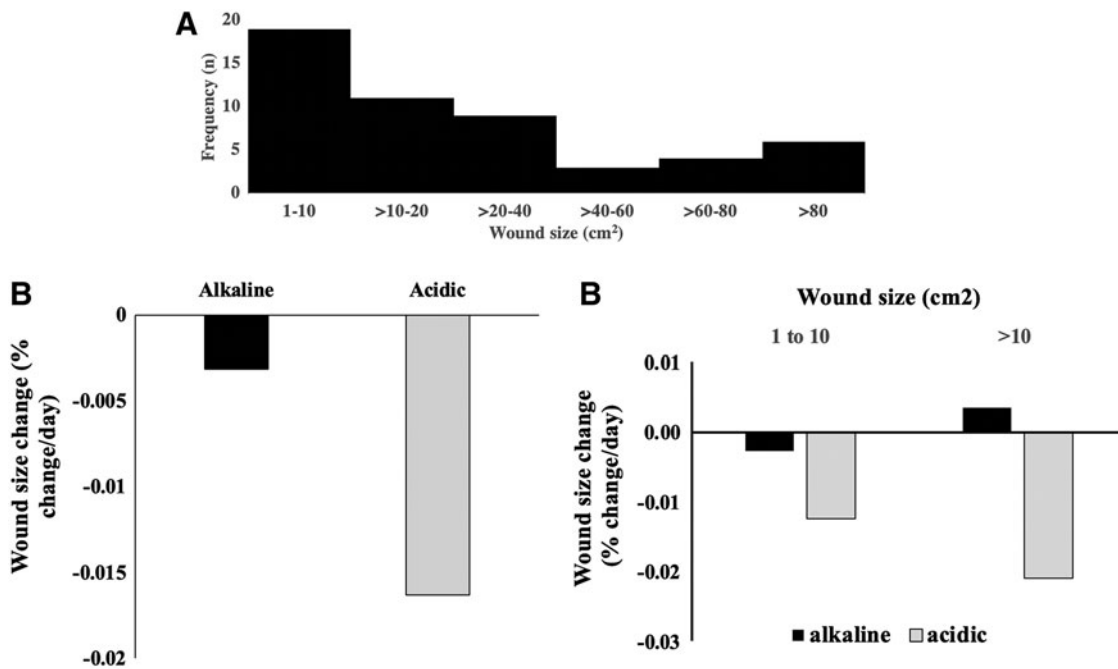 A
Frequency (n)
20
15
10
5
0
1-10 >10-20 >20-40 >40-60 >60-80 >80
Wound size (cm²)
B
Alkaline Acidic
Wound size change (%
change/day)
0
-0.005
-0.01
-0.015
-0.02
B
Wound size (cm2)
1 to 10 >10
Wound size change
(% change/day)
0.01
0.00
-0.01
-0.02
-0.03
alkaline acidic